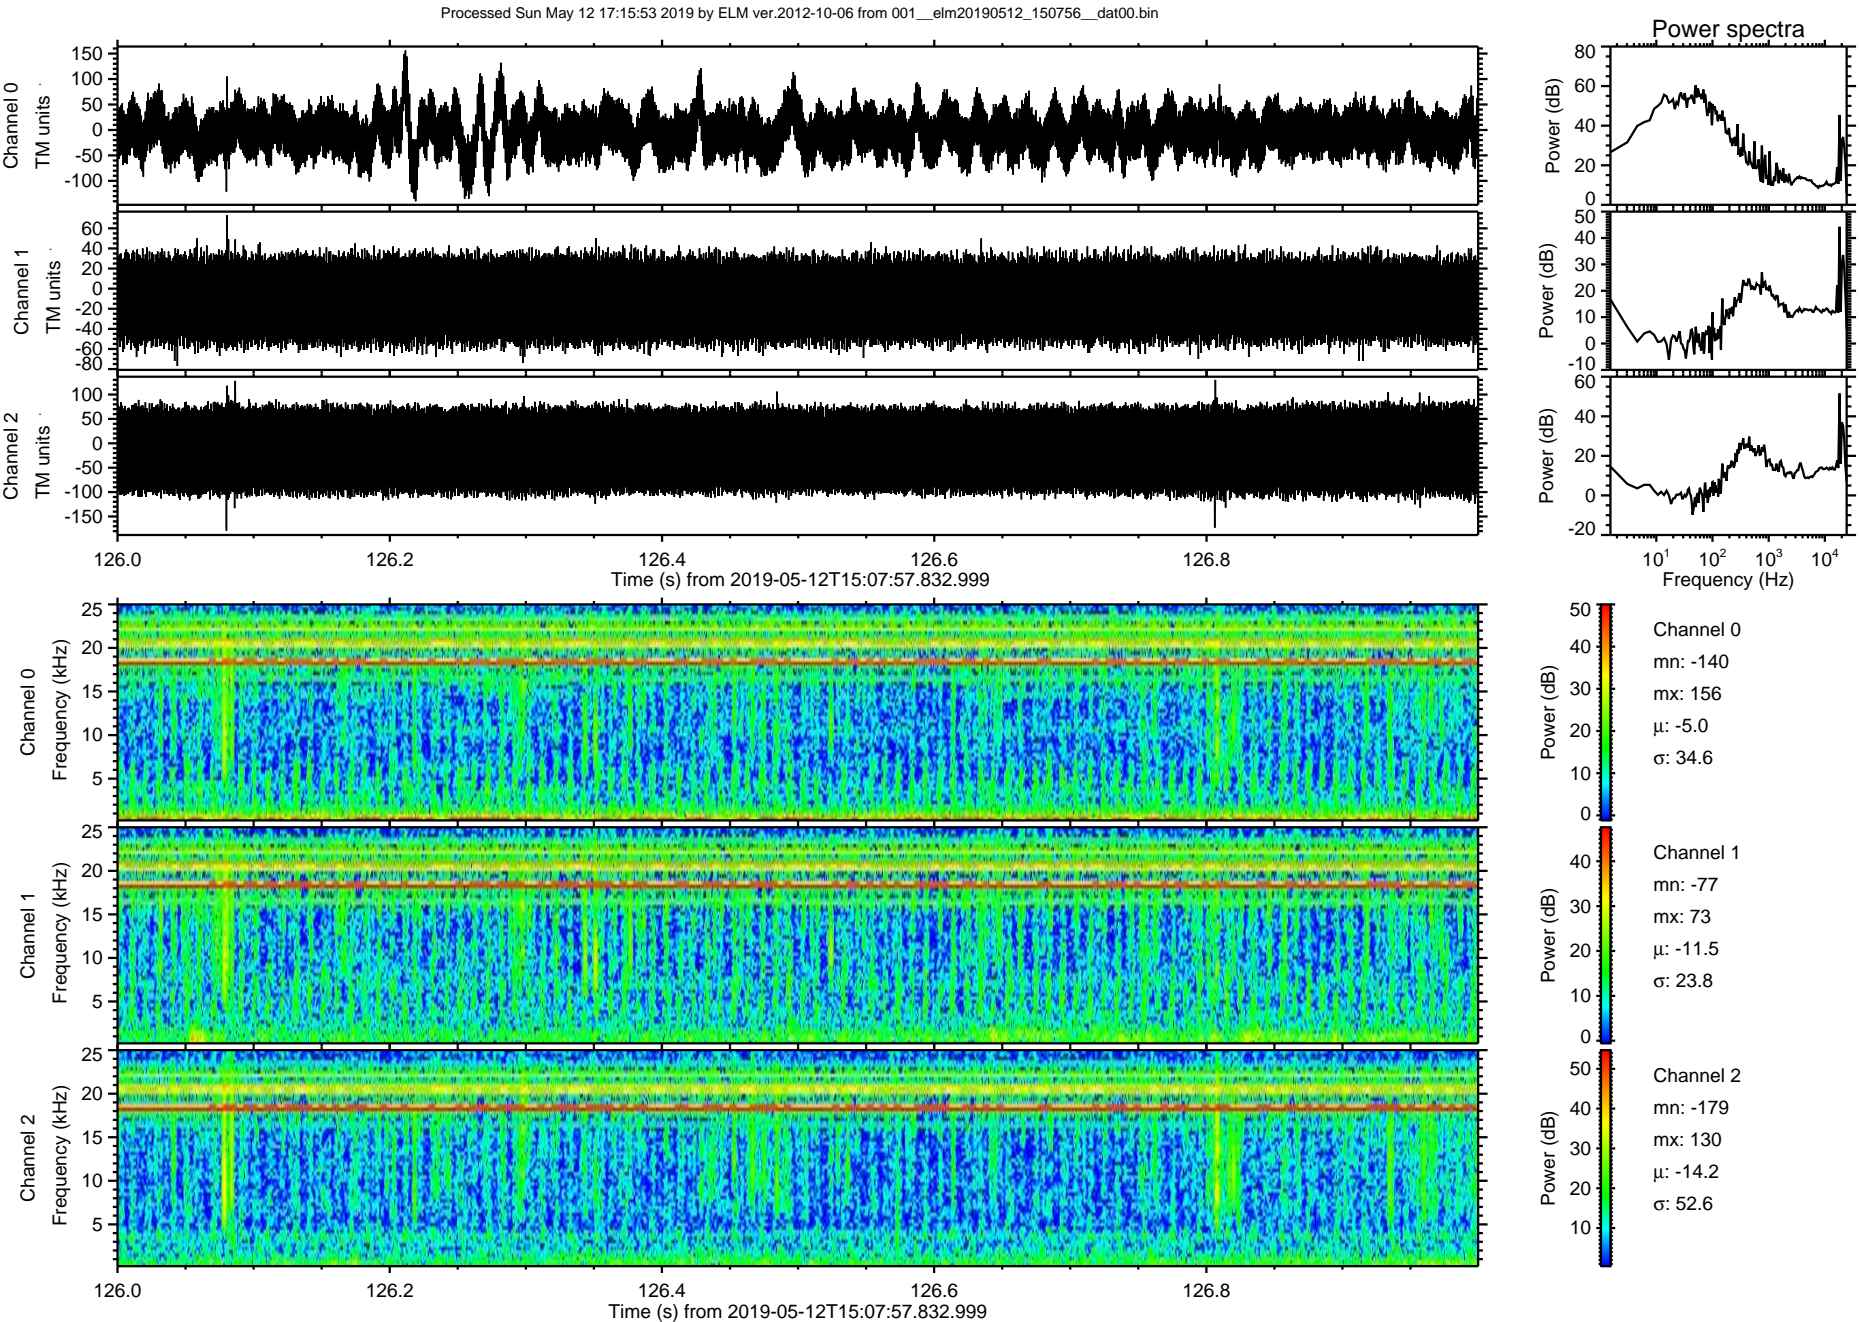 Processed Sun May 12 17:15:53 2019 by ELM ver.2012-10-06 from 001__elm20190512_150756__dat00.bin
Power spectra
Channel 0
TM units
150
100
50
0
-50
-100
Power (dB)
80
60
40
20
0
Channel 1
TM units
60
40
20
0
-20
-40
-60
-80
Power (dB)
50
40
30
20
10
0
-10
Channel 2
TM units
100
50
0
-50
-100
-150
Power (dB)
60
40
20
0
-20
126.0 126.2 126.4 126.6 126.8
Time (s) from 2019-05-12T15:07:57.832.999
10¹ 10² 10³ 10⁴
Frequency (Hz)
Channel 0
Frequency (kHz)
25
20
15
10
5
Power (dB)
50
40
30
20
10
0
Channel 0
mn: -140
mx: 156
µ: -5.0
σ: 34.6
Channel 1
Frequency (kHz)
25
20
15
10
5
Power (dB)
40
30
20
10
0
Channel 1
mn: -77
mx: 73
µ: -11.5
σ: 23.8
Channel 2
Frequency (kHz)
25
20
15
10
5
Power (dB)
50
40
30
20
10
Channel 2
mn: -179
mx: 130
µ: -14.2
σ: 52.6
126.0 126.2 126.4 126.6 126.8
Time (s) from 2019-05-12T15:07:57.832.999